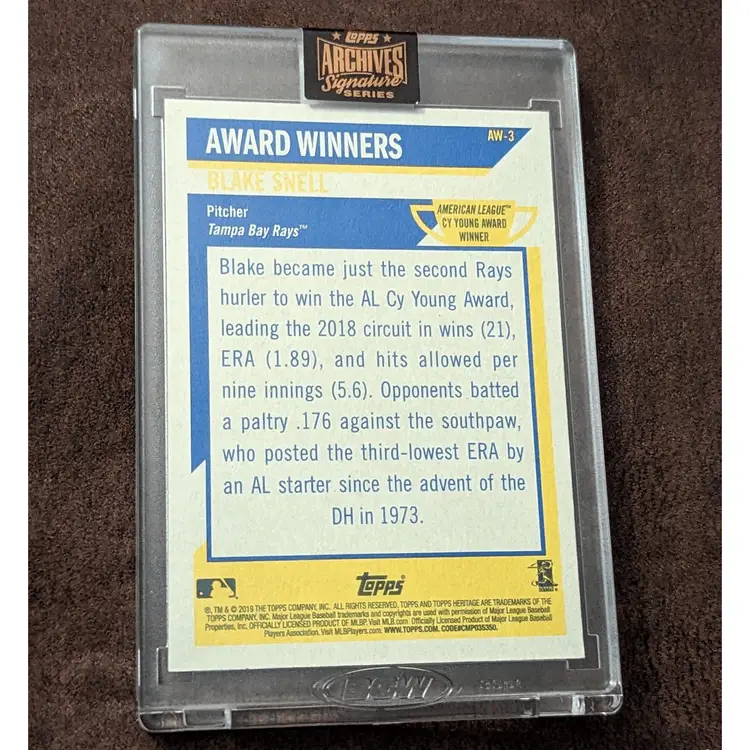 TOPPS
ARCHIVES
Signature
SERIES
AWARD WINNERS
AW-3
BLAKE SNELL
Pitcher
Tampa Bay Rays™
AMERICAN LEAGUE™
CY YOUNG AWARD
WINNER
Blake became just the second Rays
hurler to win the AL Cy Young Award,
leading the 2018 circuit in wins (21),
ERA (1.89), and hits allowed per
nine innings (5.6). Opponents batted
a paltry .176 against the southpaw,
who posted the third-lowest ERA by
an AL starter since the advent of the
DH in 1973.
topps
®, TM & © 2019 THE TOPPS COMPANY, INC. ALL RIGHTS RESERVED. TOPPS AND TOPPS HERITAGE ARE TRADEMARKS OF THE
TOPPS COMPANY, INC. Major League Baseball trademarks and copyrights are used with permission of Major League Baseball
Properties, Inc. OFFICIALLY LICENSED PRODUCT OF MLBP. Visit MLB.com Officially Licensed Product of Major League Baseball
Players Association. Visit MLBPlayers.com. WWW.TOPPS.COM. CODE#CMP035350.
BCW